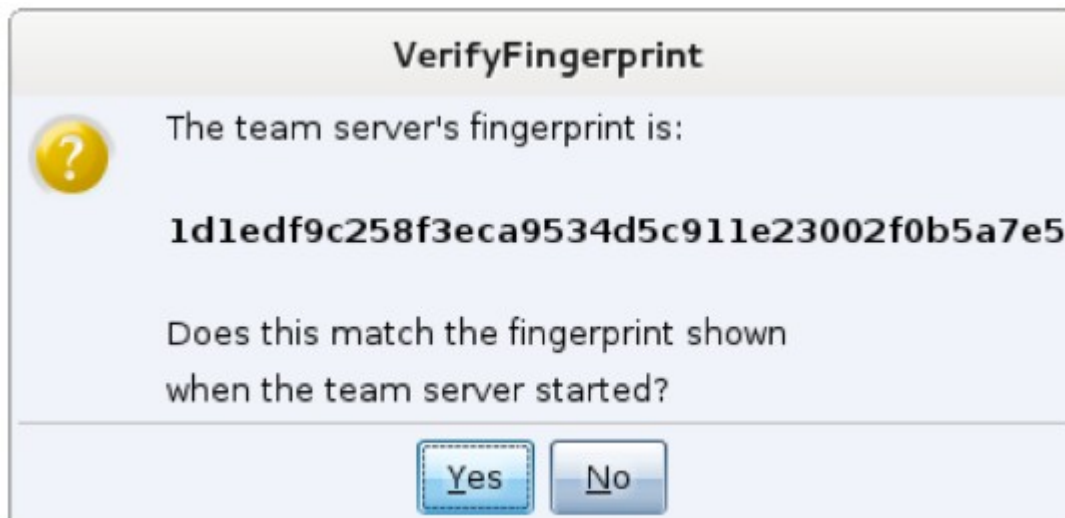 VerifyFingerprint
?
The team server's fingerprint is:
1d1edf9c258f3eca9534d5c911e23002f0b5a7e5
Does this match the fingerprint shown
when the team server started?
Yes No